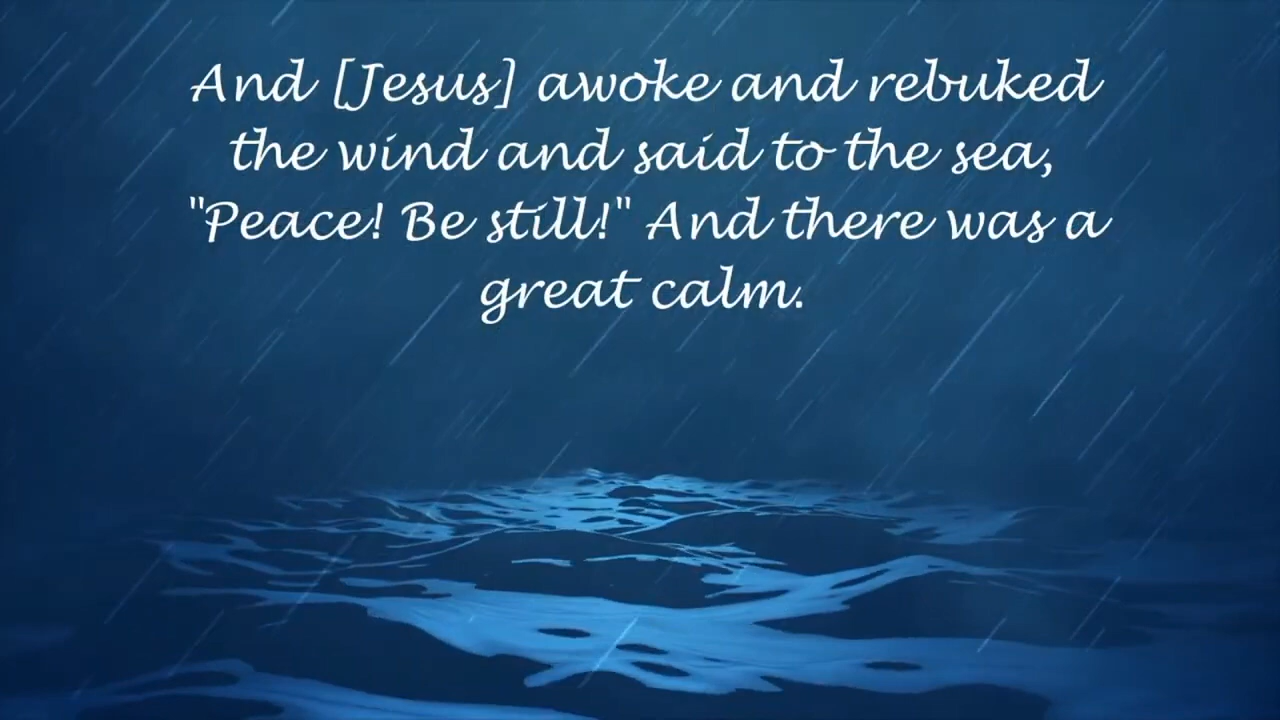 And [Jesus] awoke and rebuked
the wind and said to the sea,
"Peace! Be still!" And there was a
great calm.